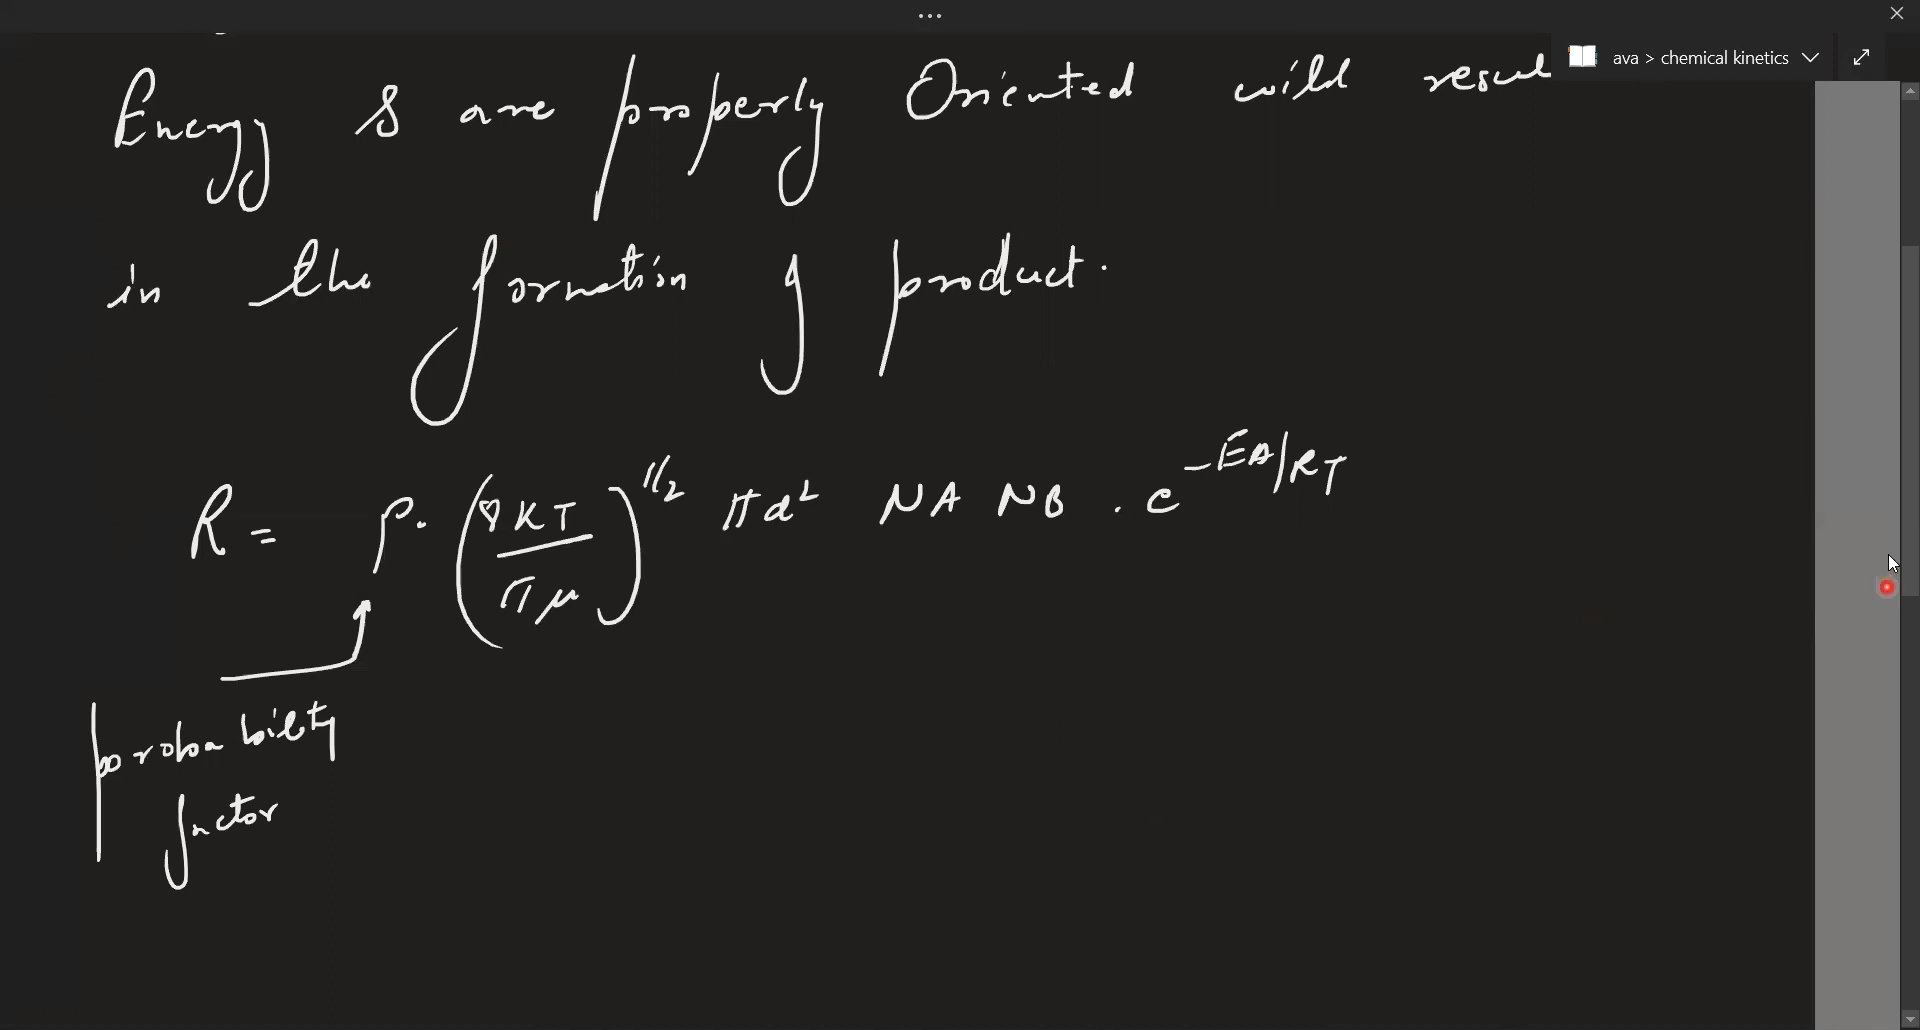 ...
ava > chemical kinetics
Energy & are properly Oriented will resul
in the formation of product.
R = P. (8KT/πμ)^1/2 πd² NA NB . e^-EA/RT
probability
factor